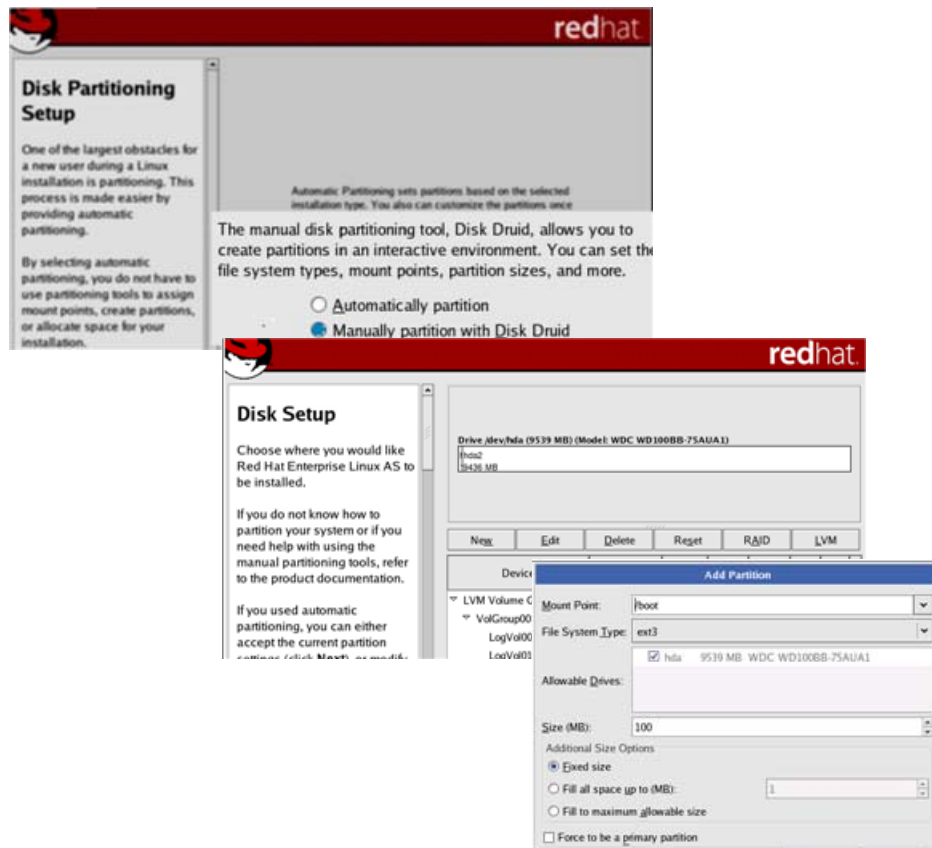 redhat
Disk Partitioning
Setup
One of the largest obstacles for
a new user during a Linux
installation is partitioning. This
process is made easier by
providing automatic
partitioning.
By selecting automatic
partitioning, you do not have to
use partitioning tools to assign
mount points, create partitions,
or allocate space for your
installation.
Automatic Partitioning sets partitions based on the selected
installation type. You also can customize the partitions once
The manual disk partitioning tool, Disk Druid, allows you to
create partitions in an interactive environment. You can set the
file system types, mount points, partition sizes, and more.
Automatically partition
Manually partition with Disk Druid
redhat.
Disk Setup
Choose where you would like
Red Hat Enterprise Linux AS to
be installed.
If you do not know how to
partition your system or if you
need help with using the
manual partitioning tools, refer
to the product documentation.
If you used automatic
partitioning, you can either
accept the current partition
settings (click Next), or modify
Drive /dev/hda (9539 MB) (Model: WDC WD100BB-75AUA1)
hda2
9436 MB
New Edit Delete Reset RAID LVM
Device
LVM Volume G
VolGroup00
LogVol00
LogVol01
Add Partition
Mount Point: /boot
File System Type: ext3
Allowable Drives:
hda 9539 MB WDC WD100BB-75AUA1
Size (MB): 100
Additional Size Options
Fixed size
Fill all space up to (MB): 1
Fill to maximum allowable size
Force to be a primary partition